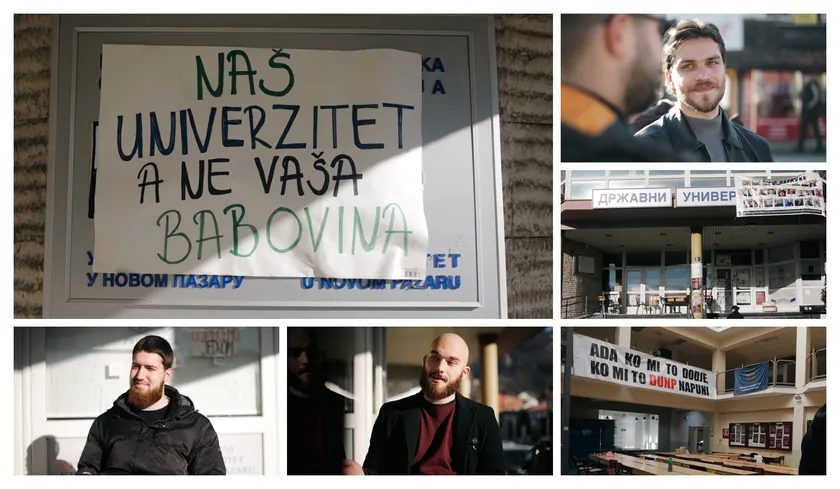 NAŠ
UNIVERZITET
A NE VAŠA
BABOVINA
У НОВОМ ПАЗАРУ
U NOVOM PAZARU
ДРЖАВНИ УНИВЕР
ADA KO MI TO DOĐE,
KO MI TO DUNP NAPUNI